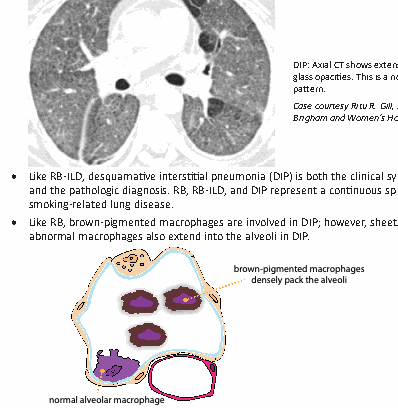 DIP: Axial CT shows exten
glass opacities. This is a no
pattern.
Case courtesy Ritu R. Gill,
Brigham and Women's Ho
• Like RB-ILD, desquamative interstitial pneumonia (DIP) is both the clinical sy
and the pathologic diagnosis. RB, RB-ILD, and DIP represent a continuous sp
smoking-related lung disease.
• Like RB, brown-pigmented macrophages are involved in DIP; however, sheet
abnormal macrophages also extend into the alveoli in DIP.
brown-pigmented macrophages
densely pack the alveoli
normal alveolar macrophage